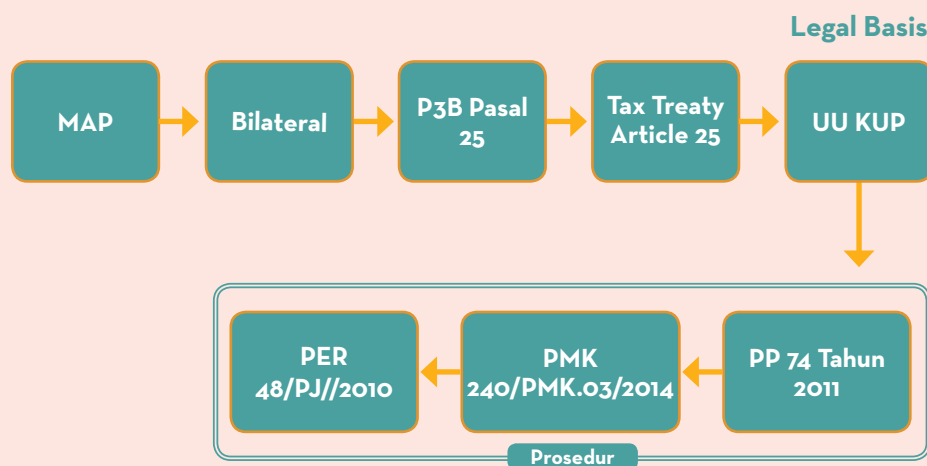 Legal Basis
MAP
Bilateral
P3B Pasal
25
Tax Treaty
Article 25
UU KUP
PER
48/PJ//2010
PMK
240/PMK.03/2014
PP 74 Tahun
2011
Prosedur